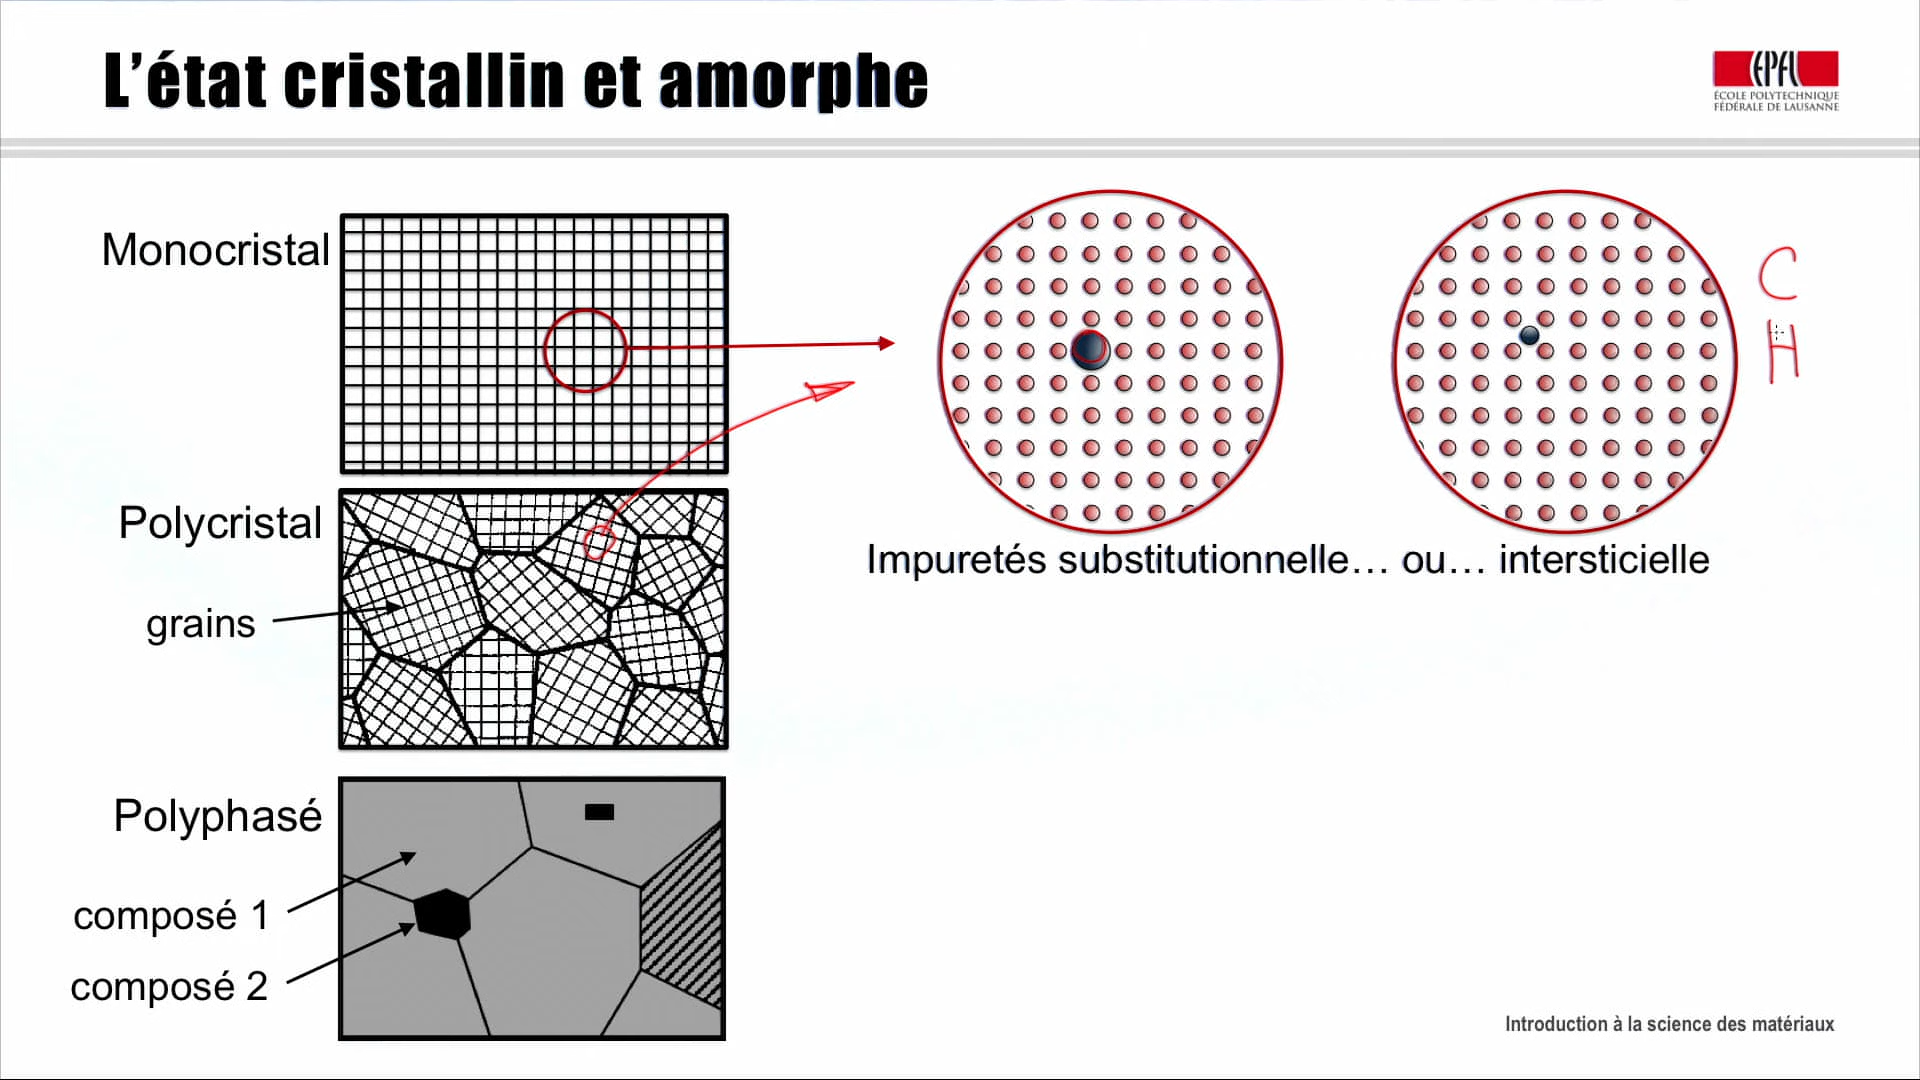 L’état cristallin et amorphe
EPFL
ÉCOLE POLYTECHNIQUE
FÉDÉRALE DE LAUSANNE
Monocristal
C
H
Polycristal
grains
Impuretés substitutionnelle… ou… intersticielle
Polyphasé
composé 1
composé 2
Introduction à la science des matériaux